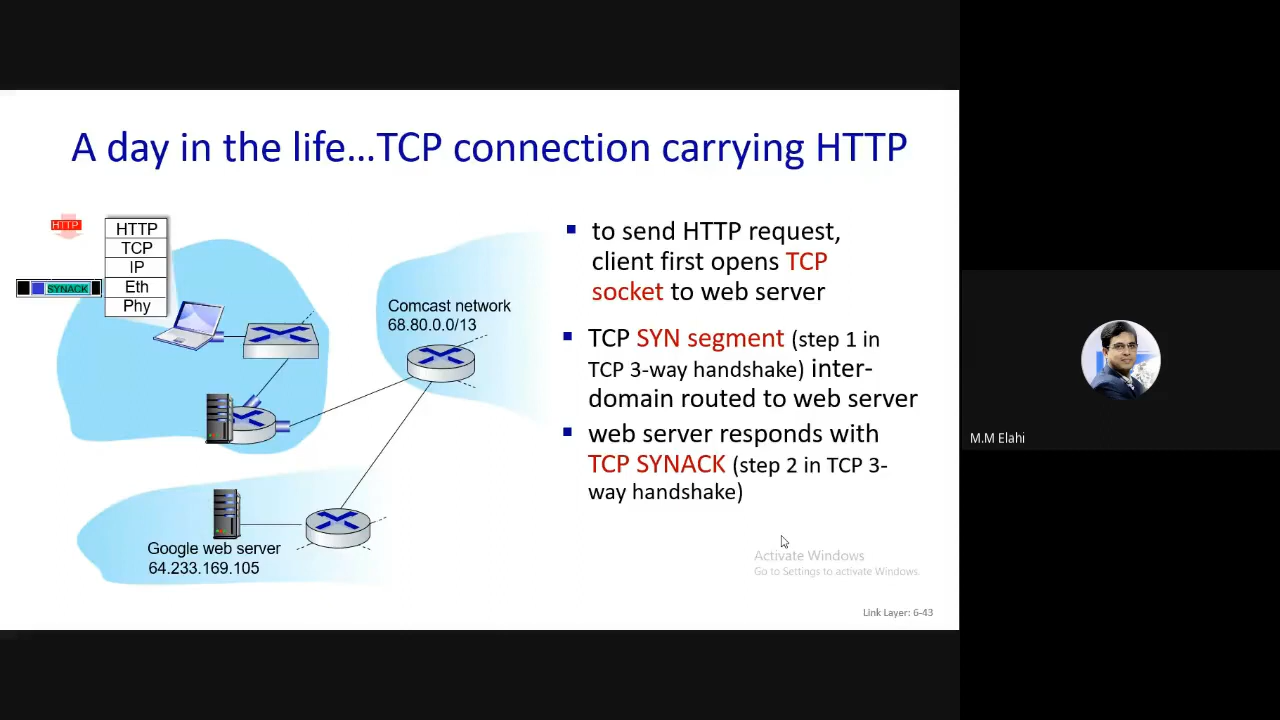 A day in the life...TCP connection carrying HTTP
HTTP
HTTP
TCP
IP
Eth
Phy
SYNACK
Comcast network
68.80.0.0/13
Google web server
64.233.169.105
to send HTTP request,
client first opens TCP
socket to web server
TCP SYN segment (step 1 in
TCP 3-way handshake) inter-
domain routed to web server
web server responds with
TCP SYNACK (step 2 in TCP 3-
way handshake)
Activate Windows
Go to Settings to activate Windows.
Link Layer: 6-43
M.M Elahi